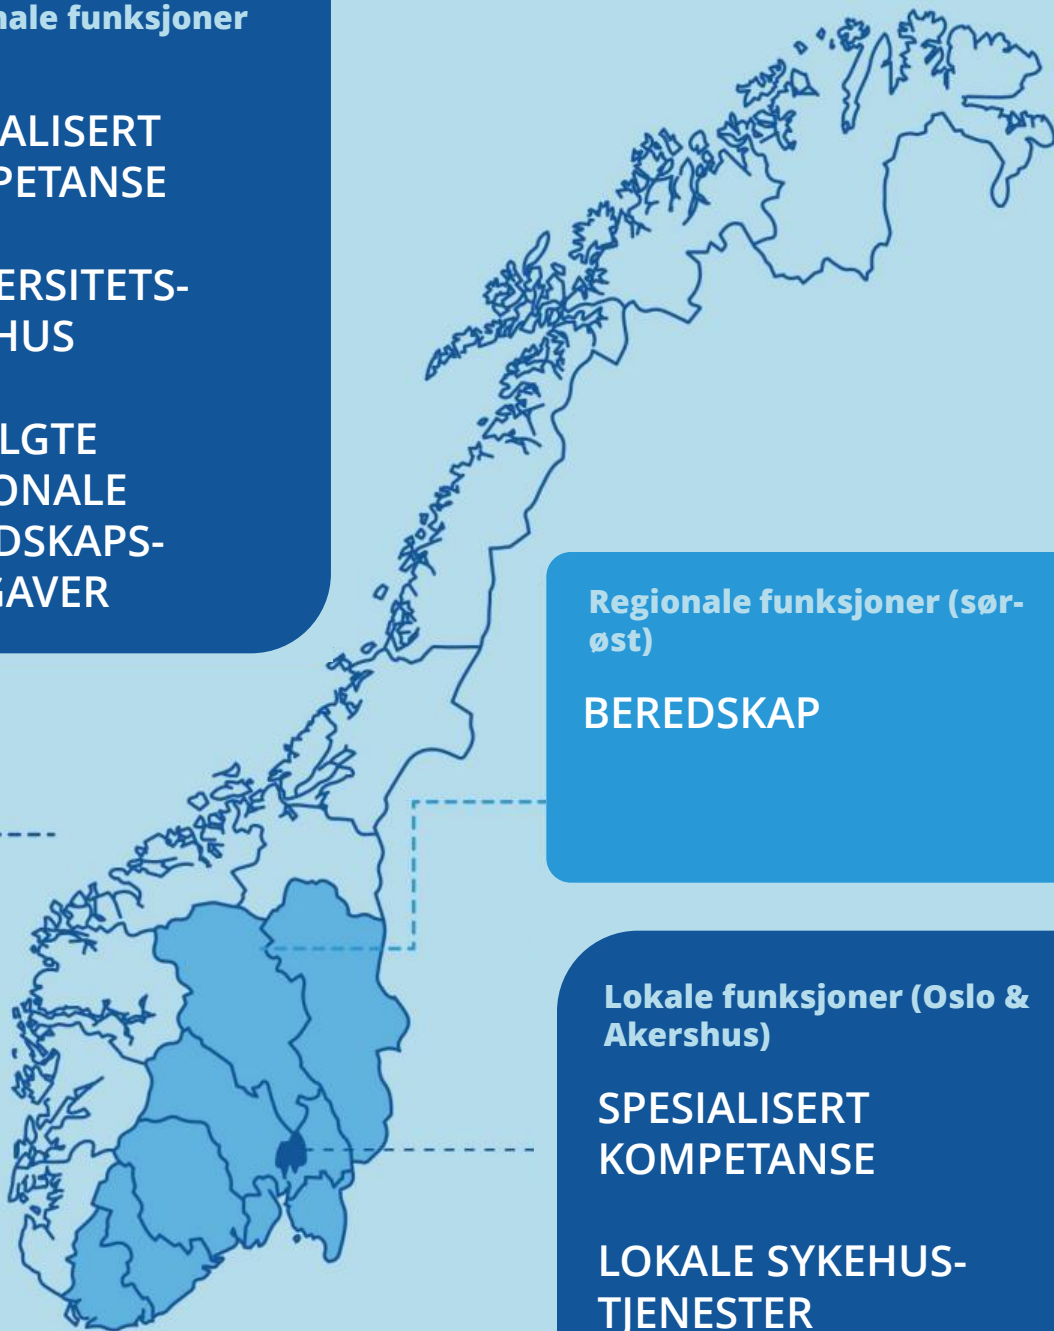 nale funksjoner
ALISERT
PETANSE
ERSITETS-
HUS
LGTE
ONALE
DSKAPS-
GAVER
Regionale funksjoner (sør-
øst)
BEREDSKAP
Lokale funksjoner (Oslo &
Akershus)
SPESIALISERT
KOMPETANSE
LOKALE SYKEHUS-
TJENESTER